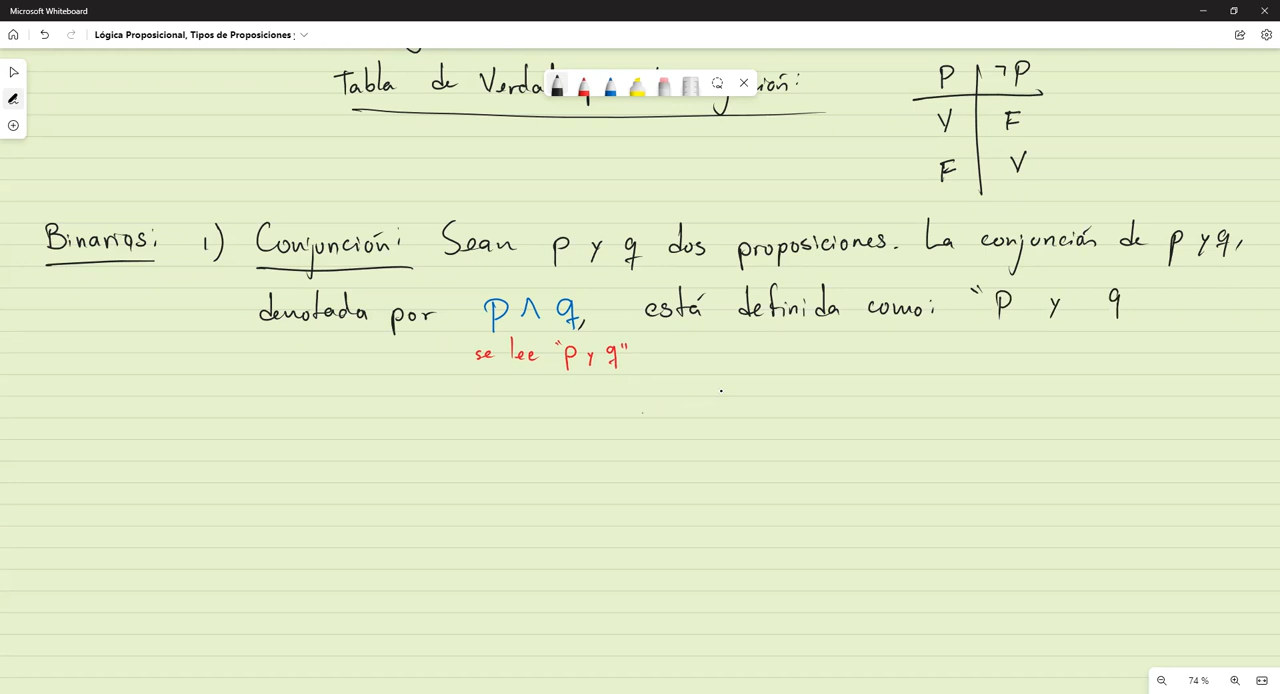 Microsoft Whiteboard
Lógica Proposicional, Tipos de Proposiciones
Tabla de Verda
ión:
P ¬P
V F
F V
Binarios: 1) Conjunción: Sean p y q dos proposiciones. La conjunción de p y q,
denotada por p ∧ q, está definida como: "p y q
se lee "p y q"
74 %